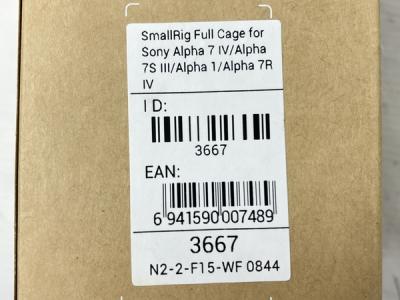 SmallRig Full Cage for
Sony Alpha 7 IV/Alpha
7S III/Alpha 1/Alpha 7R
IV
ID:
3667
EAN:
6 941590 007489
3667
N2-2-F15-WF 0844